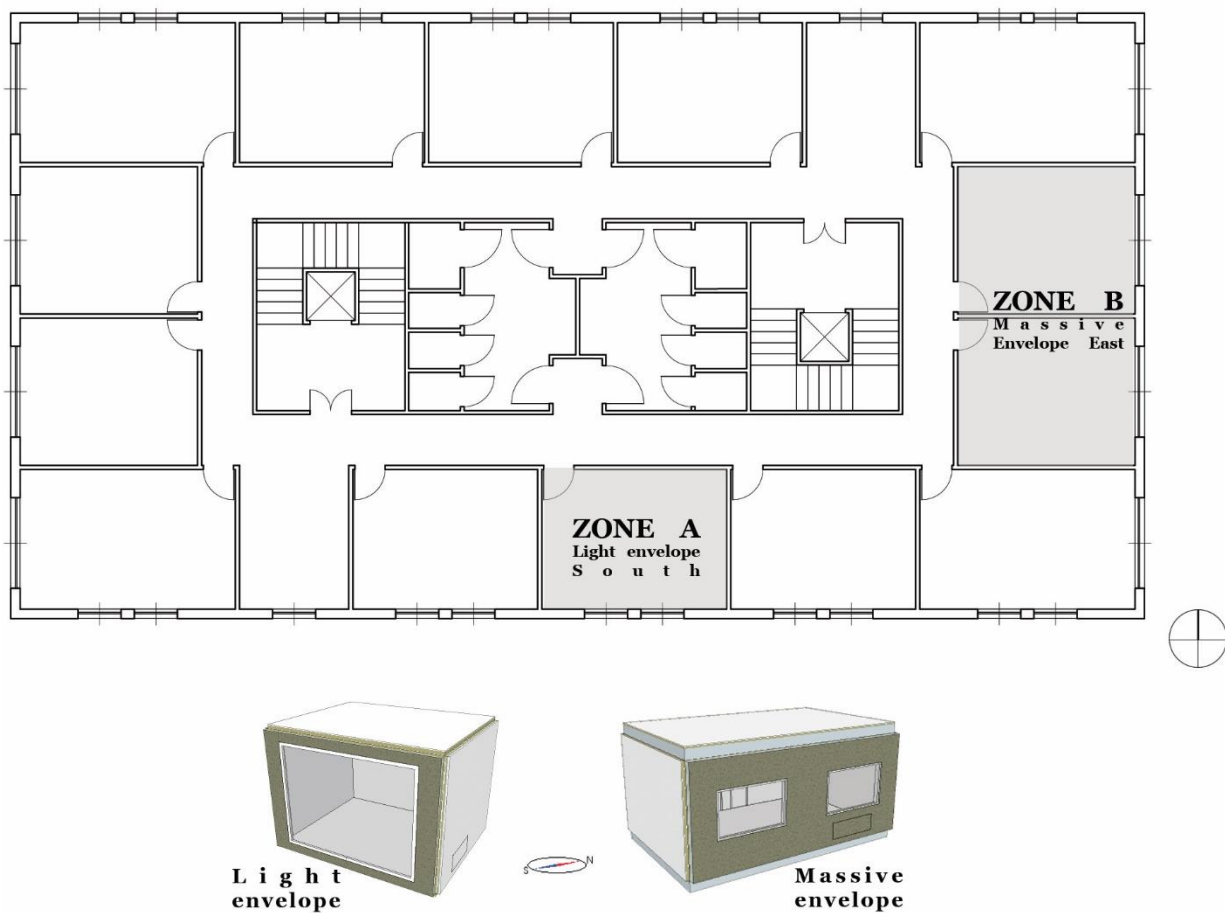 ZONE B
Massive
Envelope East
ZONE A
Light envelope
South
Light
envelope
S
N
Massive
envelope